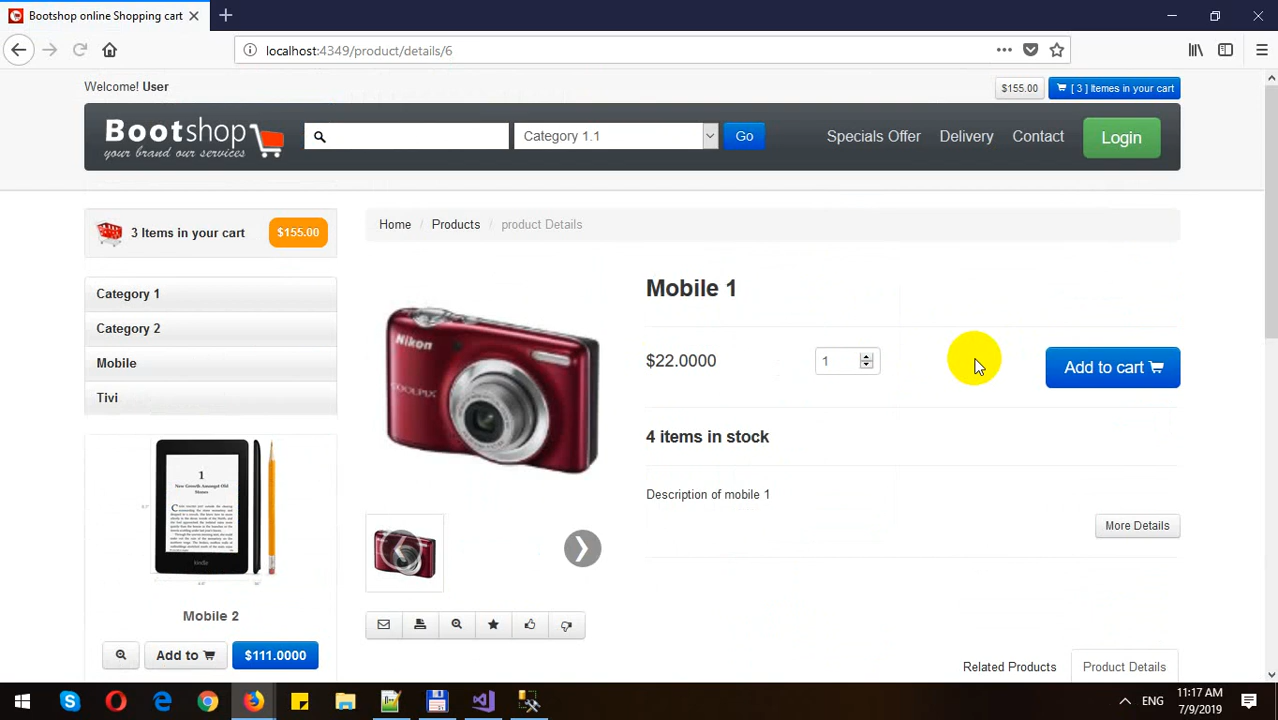 Bootshop online Shopping cart
localhost:4349/product/details/6
Welcome! User
$155.00
[ 3 ] Itemes in your cart
Bootshop
your brand our services
Category 1.1
Go
Specials Offer
Delivery
Contact
Login
3 Items in your cart
$155.00
Home / Products / product Details
Category 1
Category 2
Mobile
Tivi
Mobile 1
Nikon
COOLPIX
$22.0000
1
Add to cart
4 items in stock
Description of mobile 1
More Details
1
kindle
Mobile 2
Add to
$111.0000
Related Products
Product Details
ENG
11:17 AM
7/9/2019